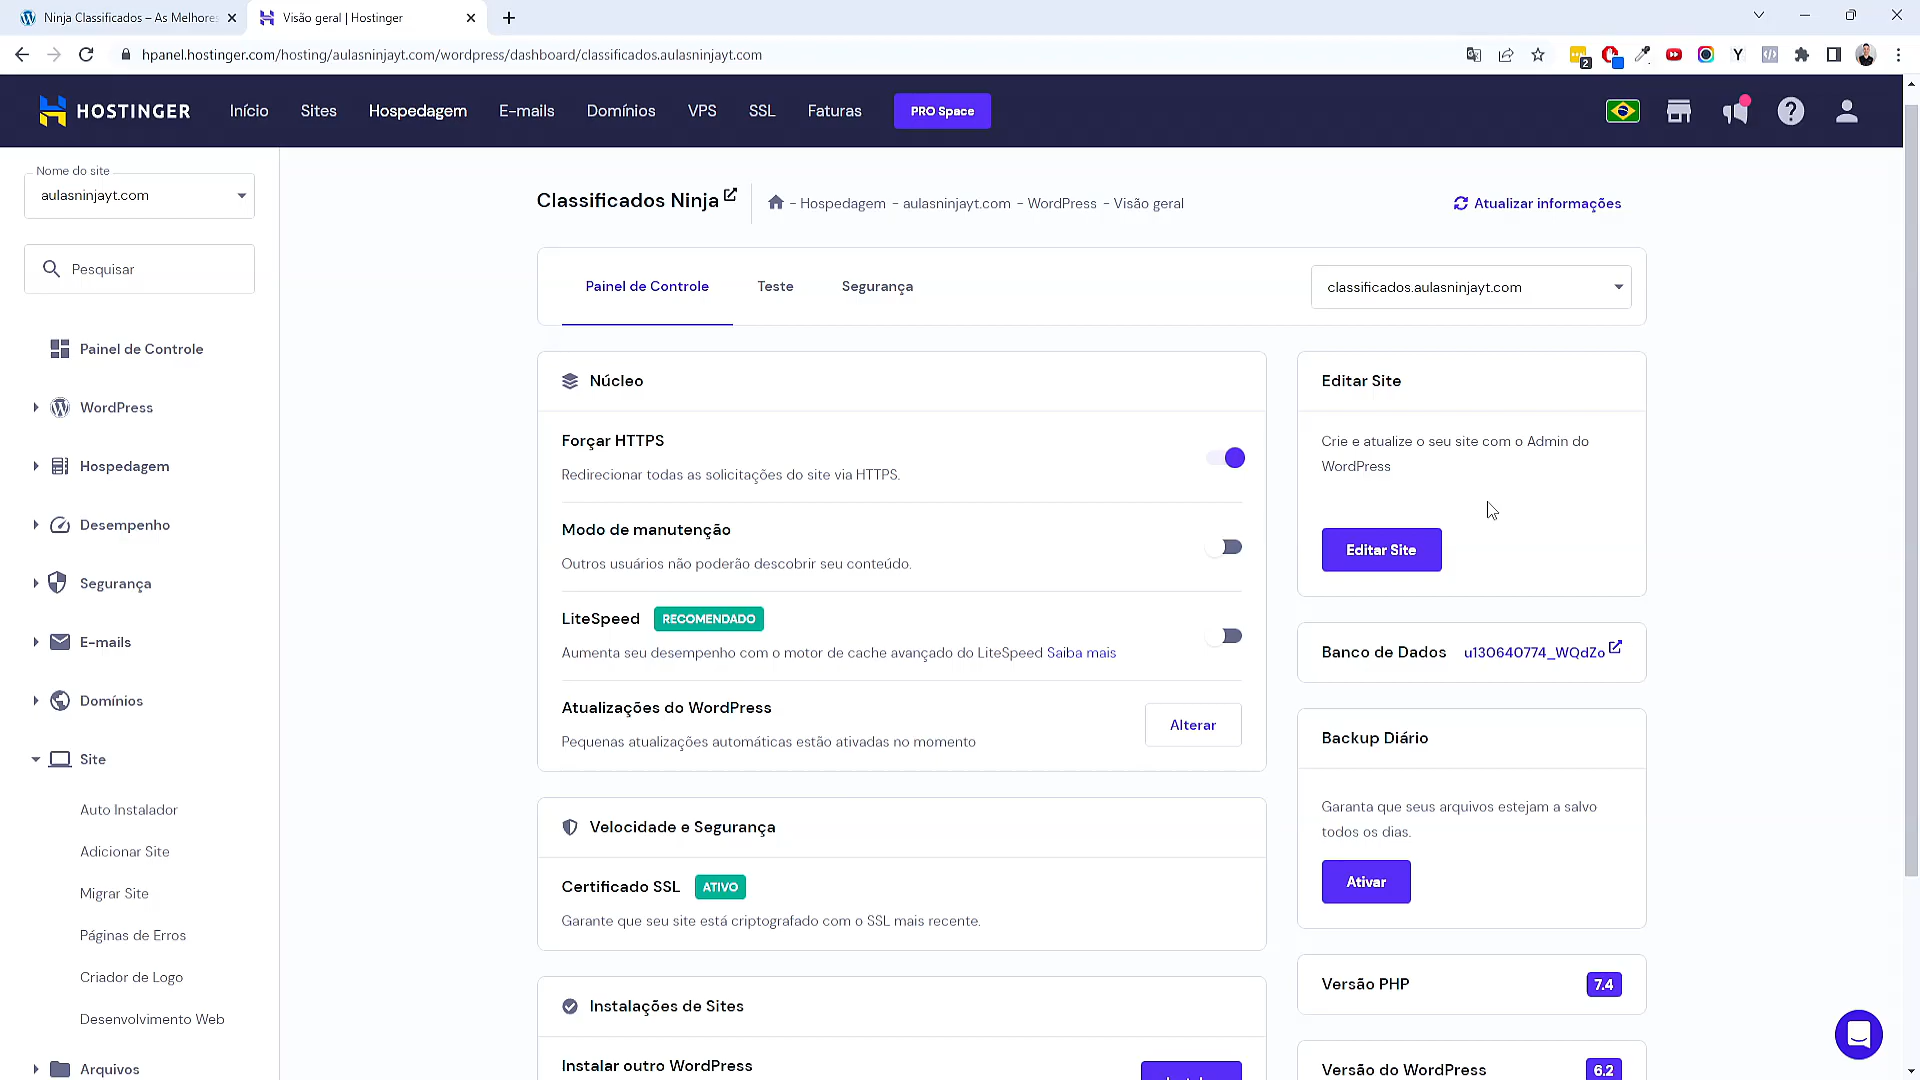 Ninja Classificados – As Melhores
Visão geral | Hostinger
hpanel.hostinger.com/hosting/aulasninjayt.com/wordpress/dashboard/classificados.aulasninjayt.com
2
Y
HOSTINGER
Início
Sites
Hospedagem
E-mails
Domínios
VPS
SSL
Faturas
PRO Space
Nome do site
aulasninjayt.com
Pesquisar
Painel de Controle
WordPress
Hospedagem
Desempenho
Segurança
E-mails
Domínios
Site
Auto Instalador
Adicionar Site
Migrar Site
Páginas de Erros
Criador de Logo
Desenvolvimento Web
Arquivos
Classificados Ninja
- Hospedagem - aulasninjayt.com - WordPress - Visão geral
Atualizar informações
Painel de Controle
Teste
Segurança
classificados.aulasninjayt.com
Núcleo
Forçar HTTPS
Redirecionar todas as solicitações do site via HTTPS.
Modo de manutenção
Outros usuários não poderão descobrir seu conteúdo.
LiteSpeed RECOMENDADO
Aumenta seu desempenho com o motor de cache avançado do LiteSpeed Saiba mais
Atualizações do WordPress
Pequenas atualizações automáticas estão ativadas no momento
Alterar
Velocidade e Segurança
Certificado SSL ATIVO
Garante que seu site está criptografado com o SSL mais recente.
Instalações de Sites
Instalar outro WordPress
Editar Site
Crie e atualize o seu site com o Admin do
WordPress
Editar Site
Banco de Dados u130640774_WQdZo
Backup Diário
Garanta que seus arquivos estejam a salvo
todos os dias.
Ativar
Versão PHP 7.4
Versão do WordPress 6.2